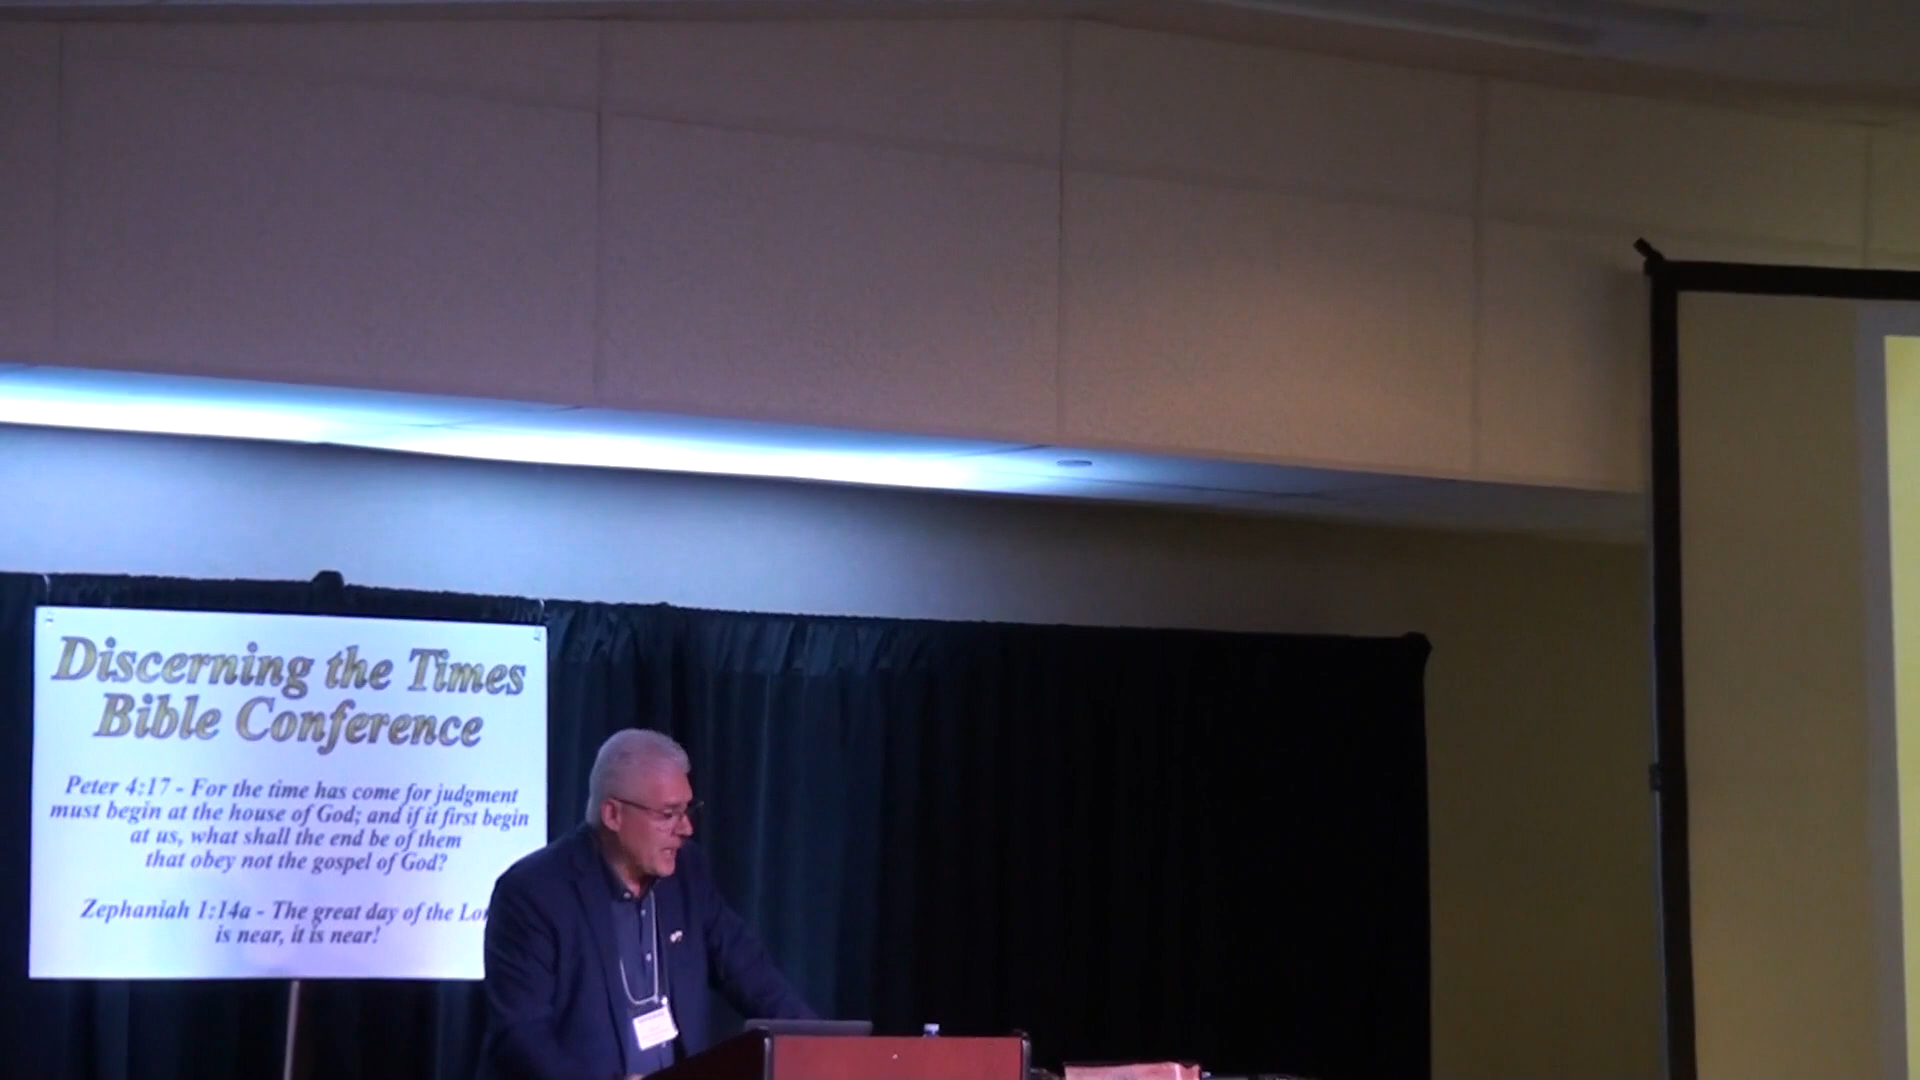 Discerning the Times
Bible Conference
Peter 4:17 - For the time has come for judgment
must begin at the house of God; and if it first begin
at us, what shall the end be of them
that obey not the gospel of God?
Zephaniah 1:14a - The great day of the
is near, it is near!